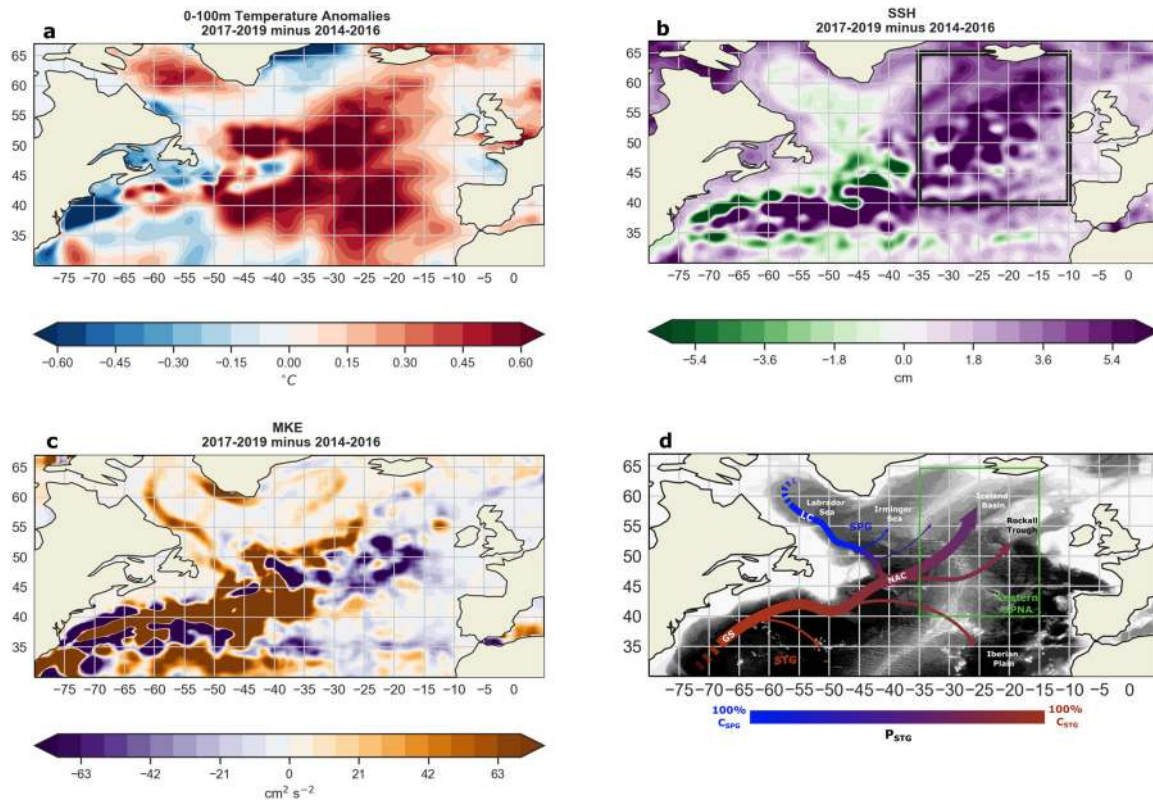 a
0-100m Temperature Anomalies
2017-2019 minus 2014-2016
65
60
55
50
45
40
35
−75 −70 −65 −60 −55 −50 −45 −40 −35 −30 −25 −20 −15 −10 −5 0
−0.60 −0.45 −0.30 −0.15 0.00 0.15 0.30 0.45 0.60
°C
b
SSH
2017-2019 minus 2014-2016
65
60
55
50
45
40
35
−75 −70 −65 −60 −55 −50 −45 −40 −35 −30 −25 −20 −15 −10 −5 0
−5.4 −3.6 −1.8 0.0 1.8 3.6 5.4
cm
c
MKE
2017-2019 minus 2014-2016
65
60
55
50
45
40
35
−75 −70 −65 −60 −55 −50 −45 −40 −35 −30 −25 −20 −15 −10 −5 0
−63 −42 −21 0 21 42 63
cm² s⁻²
d
65
60
55
50
45
40
35
Labrador
Sea
Irminger
Sea
Iceland
Basin
Rockall
Trough
LC
SPG
NAC
GS
STG
Eastern
SPNA
Iberian
Plain
−75 −70 −65 −60 −55 −50 −45 −40 −35 −30 −25 −20 −15 −10 −5 0
100%
C_SPG
100%
C_STG
P_STG